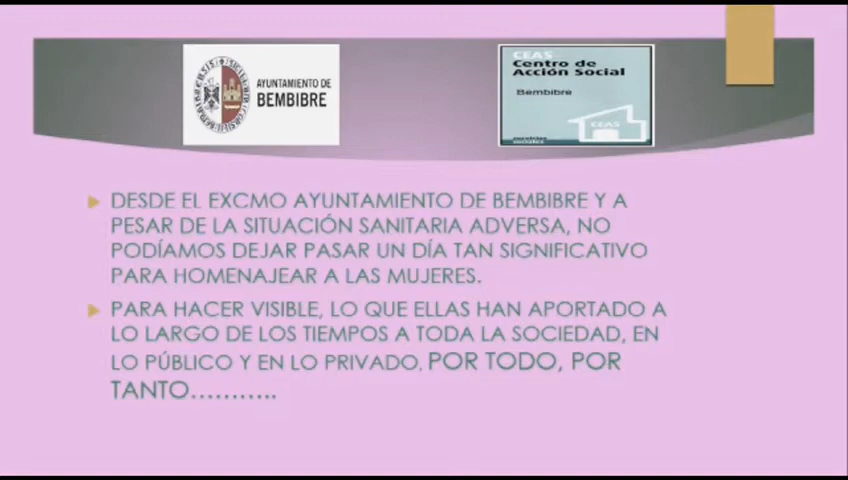 AYUNTAMIENTO DE
BEMBIBRE
CEAS
Centro de
Acción Social
Bembibre
CEAS
servicios
sociales
DESDE EL EXCMO AYUNTAMIENTO DE BEMBIBRE Y A
PESAR DE LA SITUACIÓN SANITARIA ADVERSA, NO
PODÍAMOS DEJAR PASAR UN DÍA TAN SIGNIFICATIVO
PARA HOMENAJEAR A LAS MUJERES.
PARA HACER VISIBLE, LO QUE ELLAS HAN APORTADO A
LO LARGO DE LOS TIEMPOS A TODA LA SOCIEDAD, EN
LO PÚBLICO Y EN LO PRIVADO, POR TODO, POR
TANTO………..